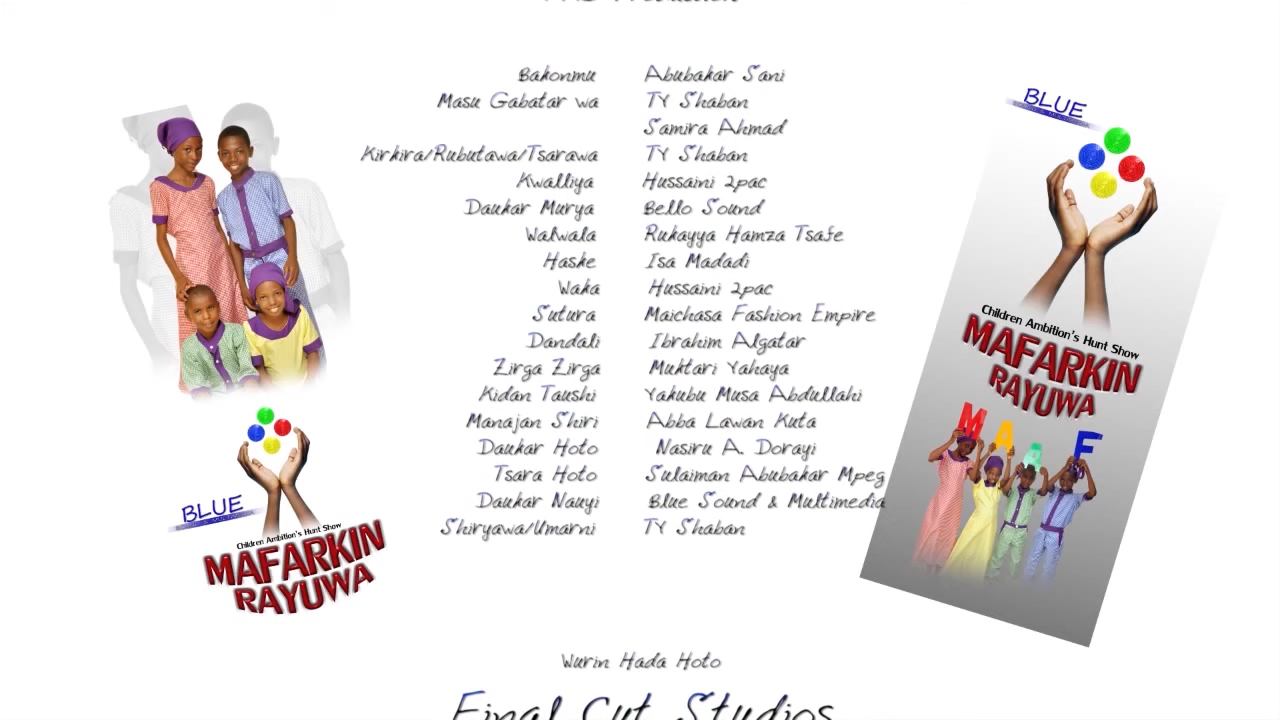 Bakonmu Abubakar Sani
Masu Gabatar wa TY Shaban
Samira Ahmad
Kirkira/Rubutawa/Tsarawa TY Shaban
Kwalliya Hussaini 2pac
Daukar Murya Bello Sound
Walwala Rukayya Hamza Tsafe
Haske Isa Madadi
Waka Hussaini 2pac
Sutura Maichasa Fashion Empire
Dandali Ibrahim Algatar
Zirga Zirga Muktari Yahaya
Kidan Taushi Yakubu Musa Abdullahi
Manajan Shiri Abba Lawan Kuta
Daukar Hoto Nasiru A. Dorayi
Tsara Hoto Sulaiman Abubakar Mpeg
Daukar Nauyi Blue Sound & Multimedia
Shiryawa/Umarni TY Shaban
Wurin Hada Hoto
Final Cut Studios
BLUE
Children Ambition's Hunt Show
MAFARKIN
RAYUWA
BLUE
Children Ambition's Hunt Show
MAFARKIN
RAYUWA
M A A F